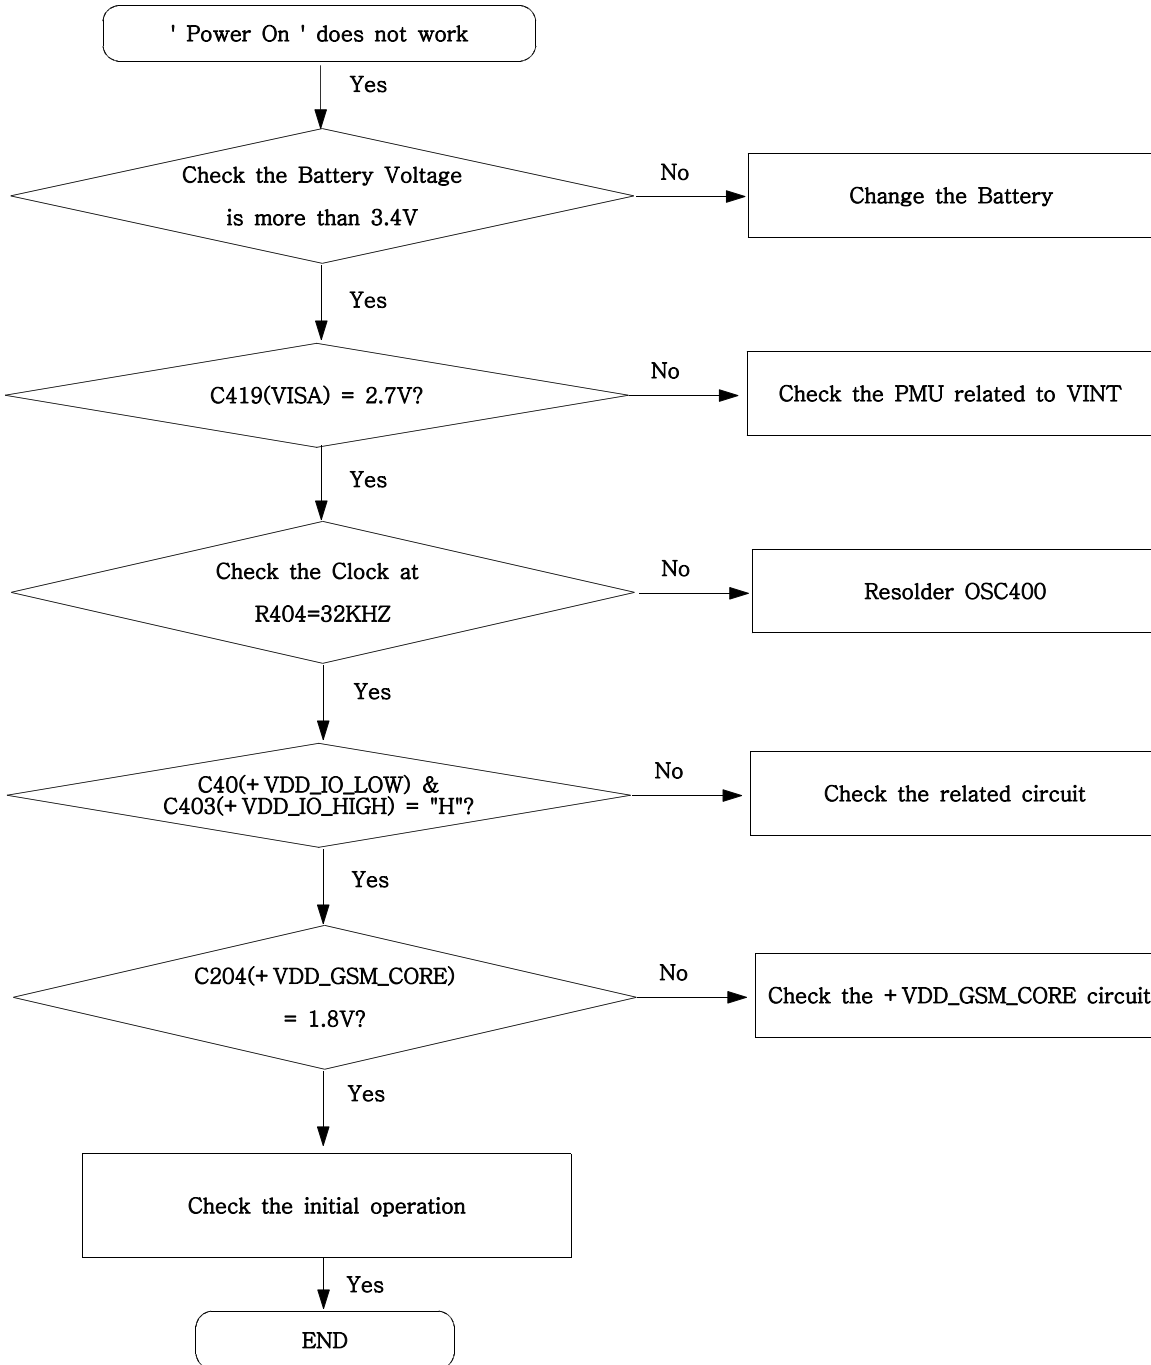 ' Power On ' does not work
Yes
Check the Battery Voltage
is more than 3.4V
No
Change the Battery
Yes
C419(VISA) = 2.7V?
No
Check the PMU related to VINT
Yes
Check the Clock at
R404=32KHZ
No
Resolder OSC400
Yes
C40(+VDD_IO_LOW) &
C403(+VDD_IO_HIGH) = "H"?
No
Check the related circuit
Yes
C204(+VDD_GSM_CORE)
= 1.8V?
No
Check the +VDD_GSM_CORE circuit
Yes
Check the initial operation
Yes
END